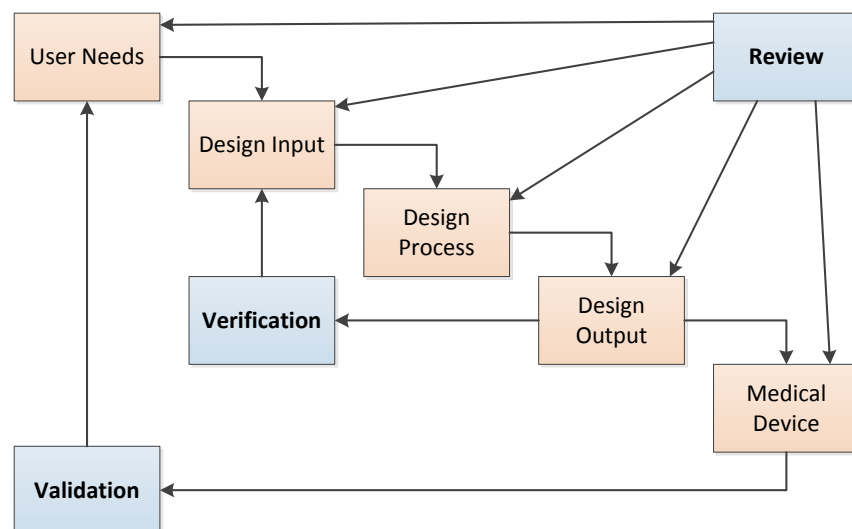 User Needs
Review
Design Input
Design
Process
Verification
Design
Output
Medical
Device
Validation